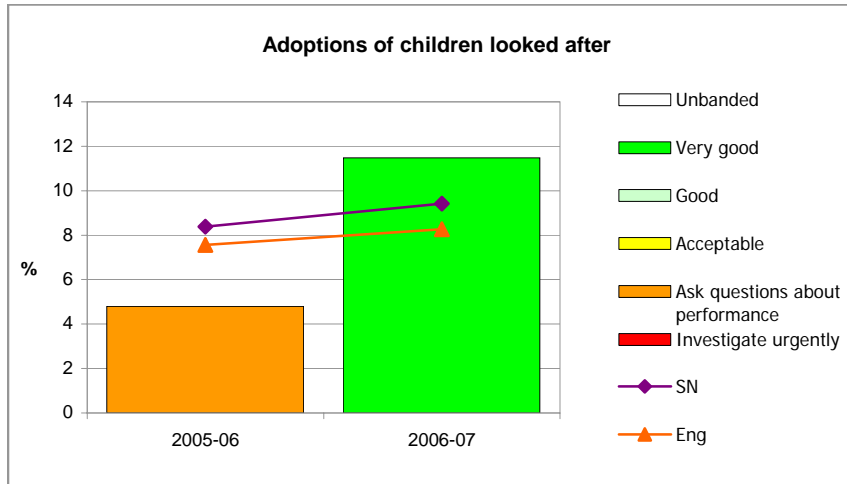 Adoptions of children looked after
14
12
10
8
6
4
2
0
%
2005-06
2006-07
Unbanded
Very good
Good
Acceptable
Ask questions about
performance
Investigate urgently
SN
Eng